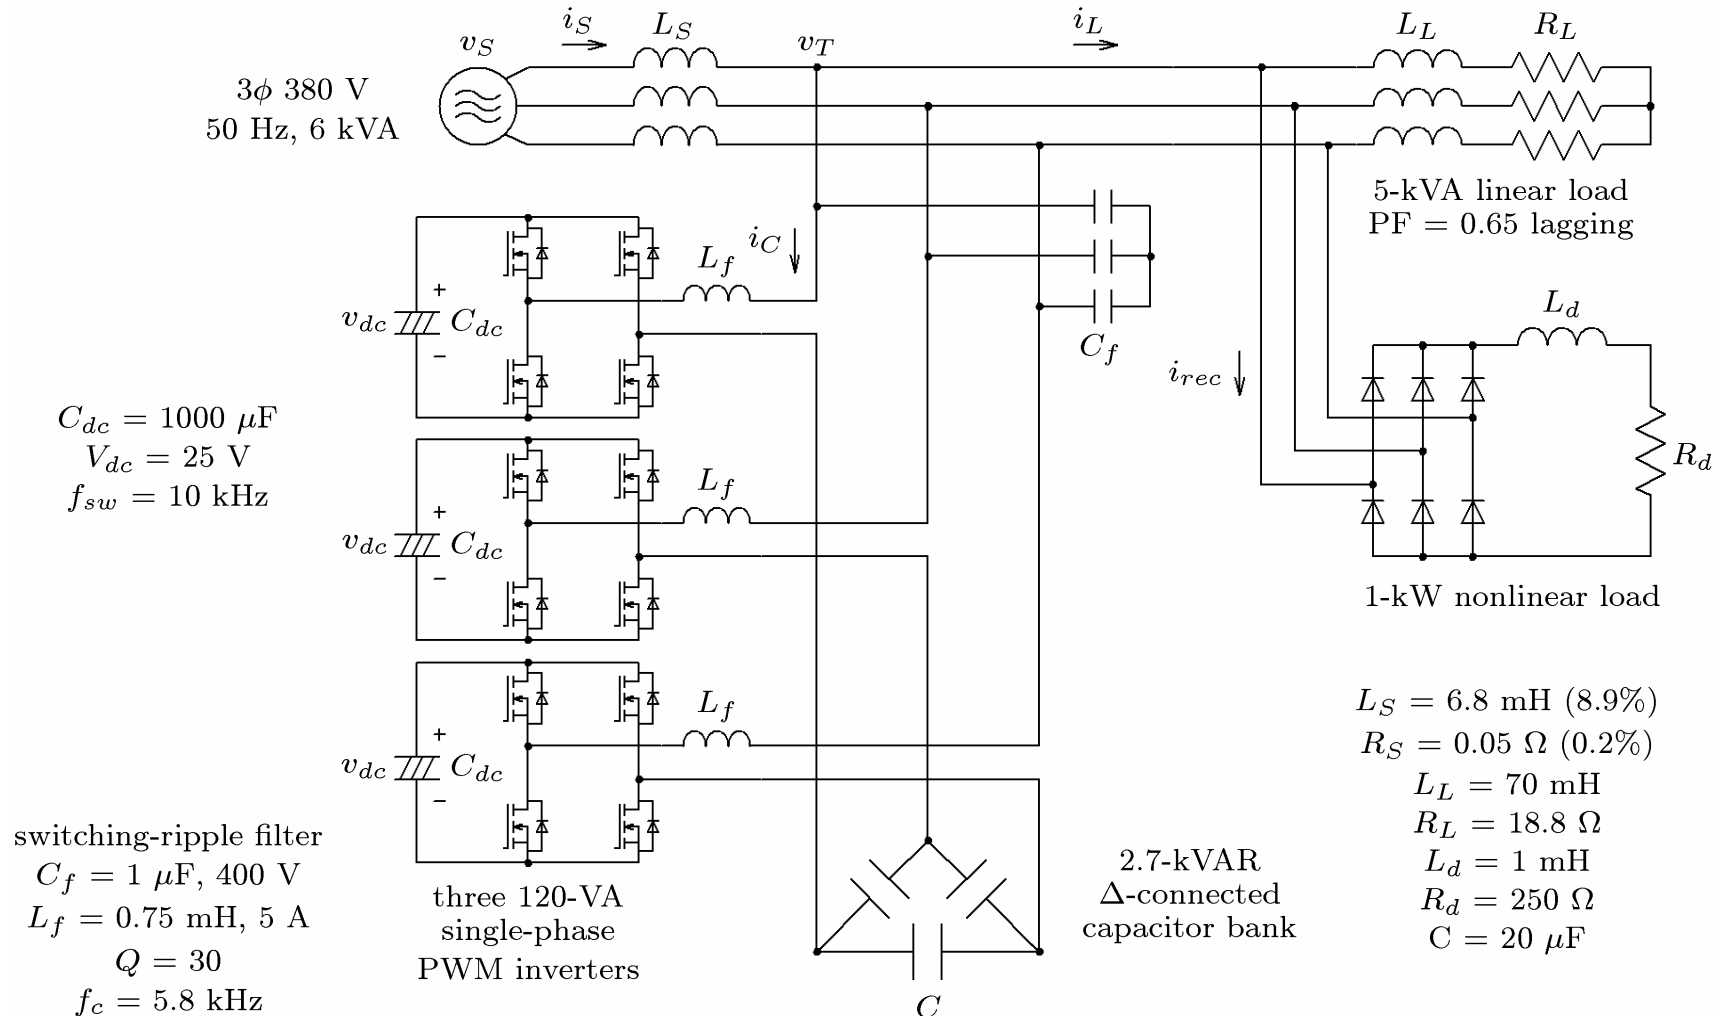 i_S
L_S
v_T
i_L
L_L
R_L
v_S
3ϕ 380 V
50 Hz, 6 kVA
5-kVA linear load
PF = 0.65 lagging
i_C
L_f
C_f
+
v_dc
C_dc
−
i_rec
L_d
R_d
1-kW nonlinear load
C_dc = 1000 μF
V_dc = 25 V
f_sw = 10 kHz
L_f
+
v_dc
C_dc
−
L_f
+
v_dc
C_dc
−
L_S = 6.8 mH (8.9%)
R_S = 0.05 Ω (0.2%)
L_L = 70 mH
R_L = 18.8 Ω
L_d = 1 mH
R_d = 250 Ω
C = 20 μF
switching-ripple filter
C_f = 1 μF, 400 V
L_f = 0.75 mH, 5 A
Q = 30
f_c = 5.8 kHz
three 120-VA
single-phase
PWM inverters
2.7-kVAR
Δ-connected
capacitor bank
C